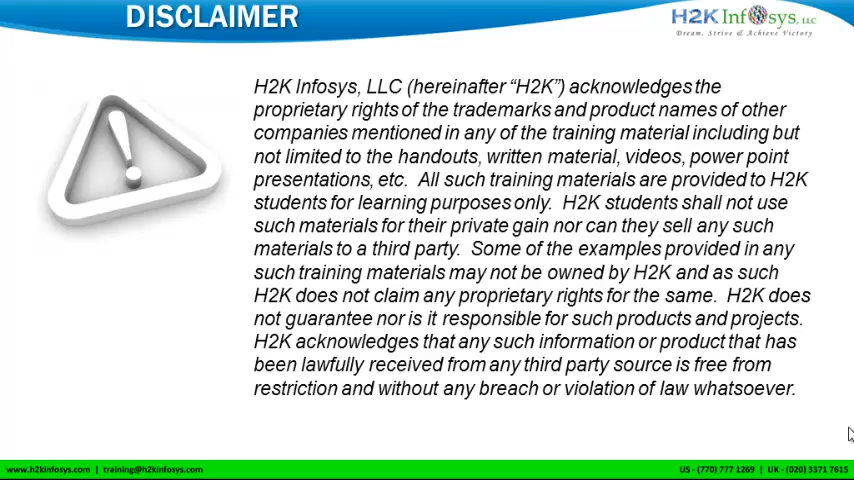 DISCLAIMER
H2K Infosys, LLC
Dream, Strive & Achieve Victory
H2K Infosys, LLC (hereinafter “H2K”) acknowledges the
proprietary rights of the trademarks and product names of other
companies mentioned in any of the training material including but
not limited to the handouts, written material, videos, power point
presentations, etc.  All such training materials are provided to H2K
students for learning purposes only.  H2K students shall not use
such materials for their private gain nor can they sell any such
materials to a third party.  Some of the examples provided in any
such training materials may not be owned by H2K and as such
H2K does not claim any proprietary rights for the same.  H2K does
not guarantee nor is it responsible for such products and projects.
H2K acknowledges that any such information or product that has
been lawfully received from any third party source is free from
restriction and without any breach or violation of law whatsoever.
www.h2kinfosys.com | training@h2kinfosys.com
US - (770) 777 1269 | UK - (020) 3371 7615